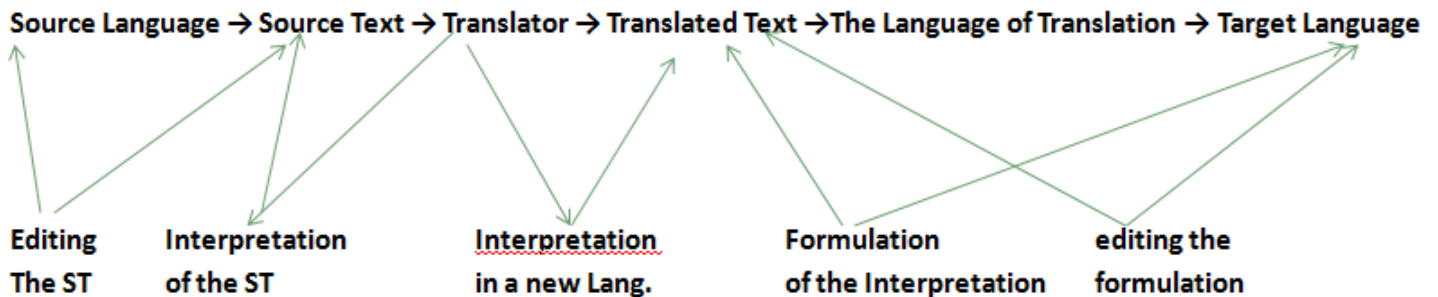 Source Language → Source Text → Translator → Translated Text →The Language of Translation → Target Language
Editing The ST
Interpretation of the ST
Interpretation in a new Lang.
Formulation of the Interpretation
editing the formulation